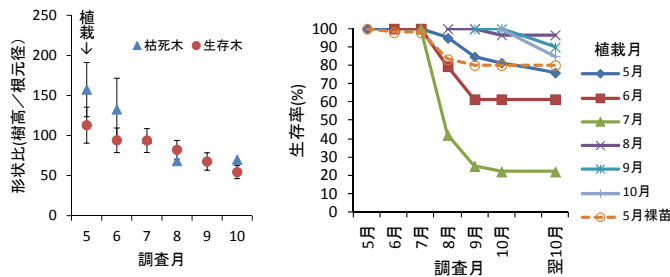 植栽
↓
▲ 枯死木 ● 生存木
250
200
150
100
50
0
形状比(樹高／根元径)
5 6 7 8 9 10
調査月
100
90
80
70
60
50
40
30
20
10
0
生存率(%)
5月 6月 7月 8月 9月 10月 翌10月
調査月
植栽月
5月
6月
7月
8月
9月
10月
5月裸苗